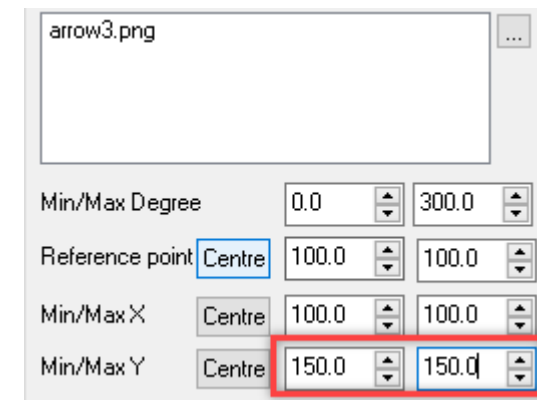 arrow3.png
...
Min/Max Degree 0.0 300.0
Reference point Centre 100.0 100.0
Min/Max X Centre 100.0 100.0
Min/Max Y Centre 150.0 150.0